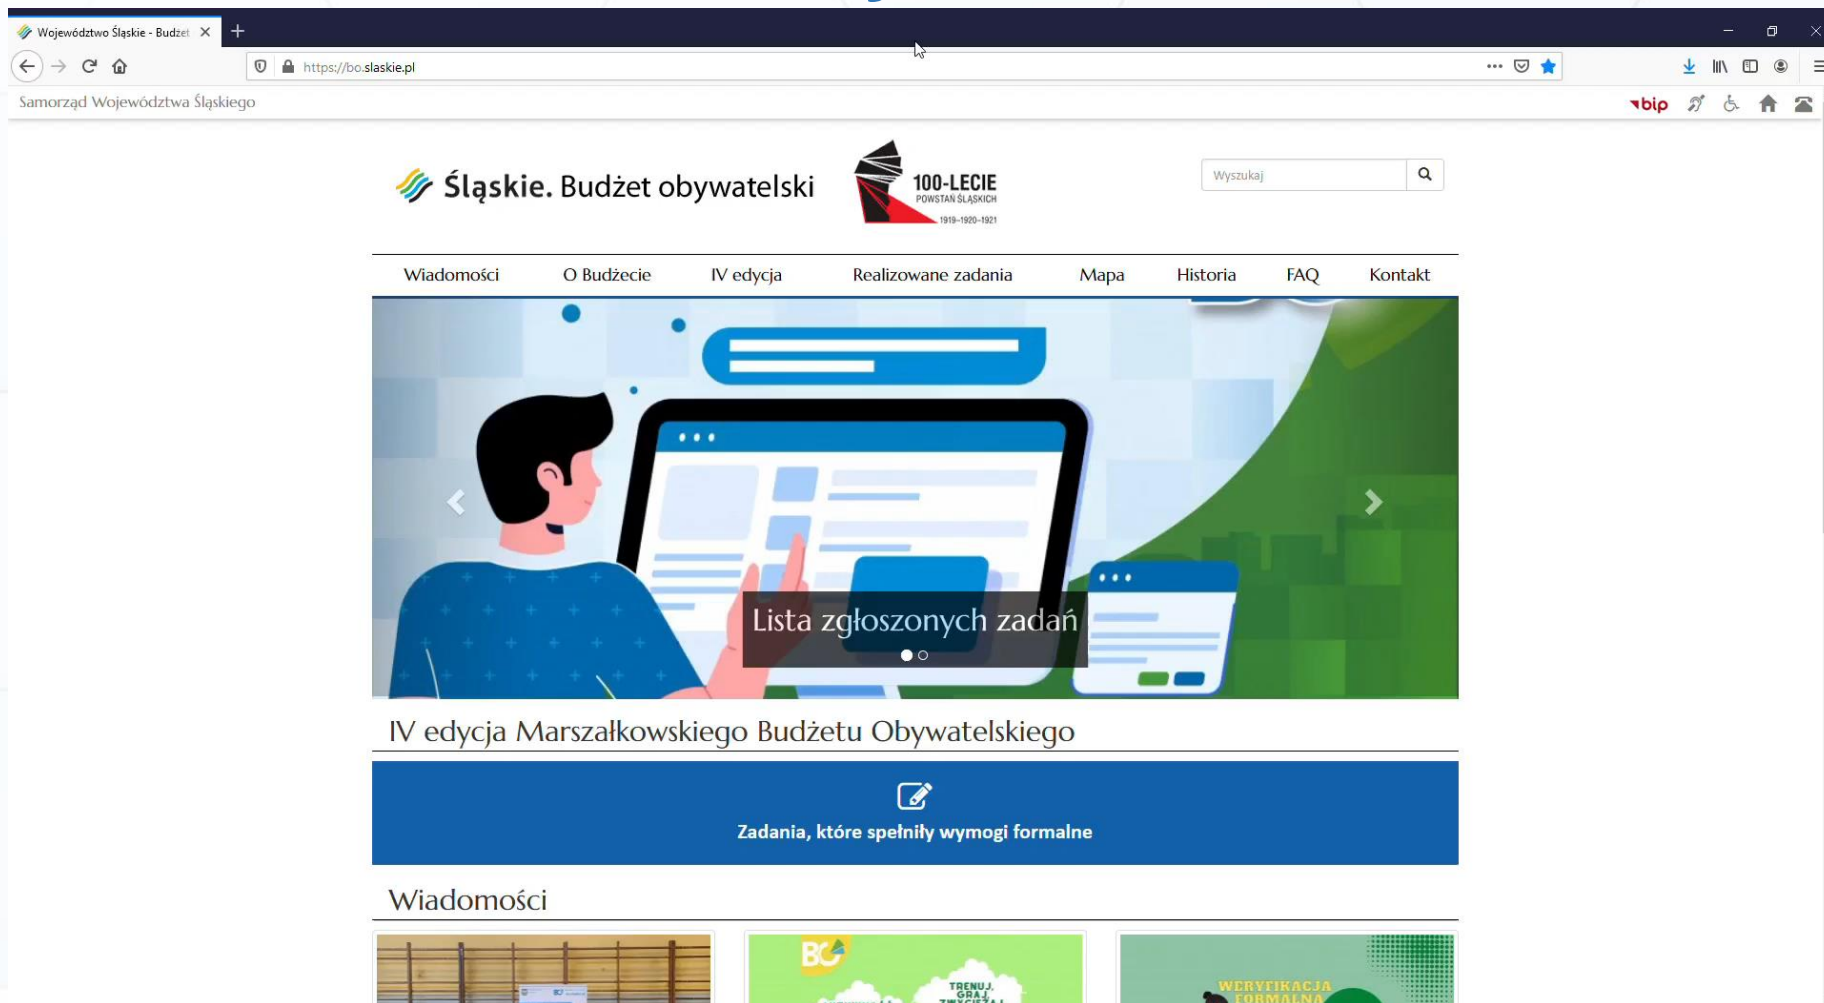 Województwo Śląskie - Budżet
https://bo.slaskie.pl
Samorząd Województwa Śląskiego
bip
Śląskie. Budżet obywatelski
100-LECIE
POWSTAŃ ŚLĄSKICH
1919-1920-1921
Wyszukaj
Wiadomości O Budżecie IV edycja Realizowane zadania Mapa Historia FAQ Kontakt
Lista zgłoszonych zadań
IV edycja Marszałkowskiego Budżetu Obywatelskiego
Zadania, które spełniły wymogi formalne
Wiadomości
BO
TRENUJ,
GRAJ,
WERYFIKACJA
FORMALNA